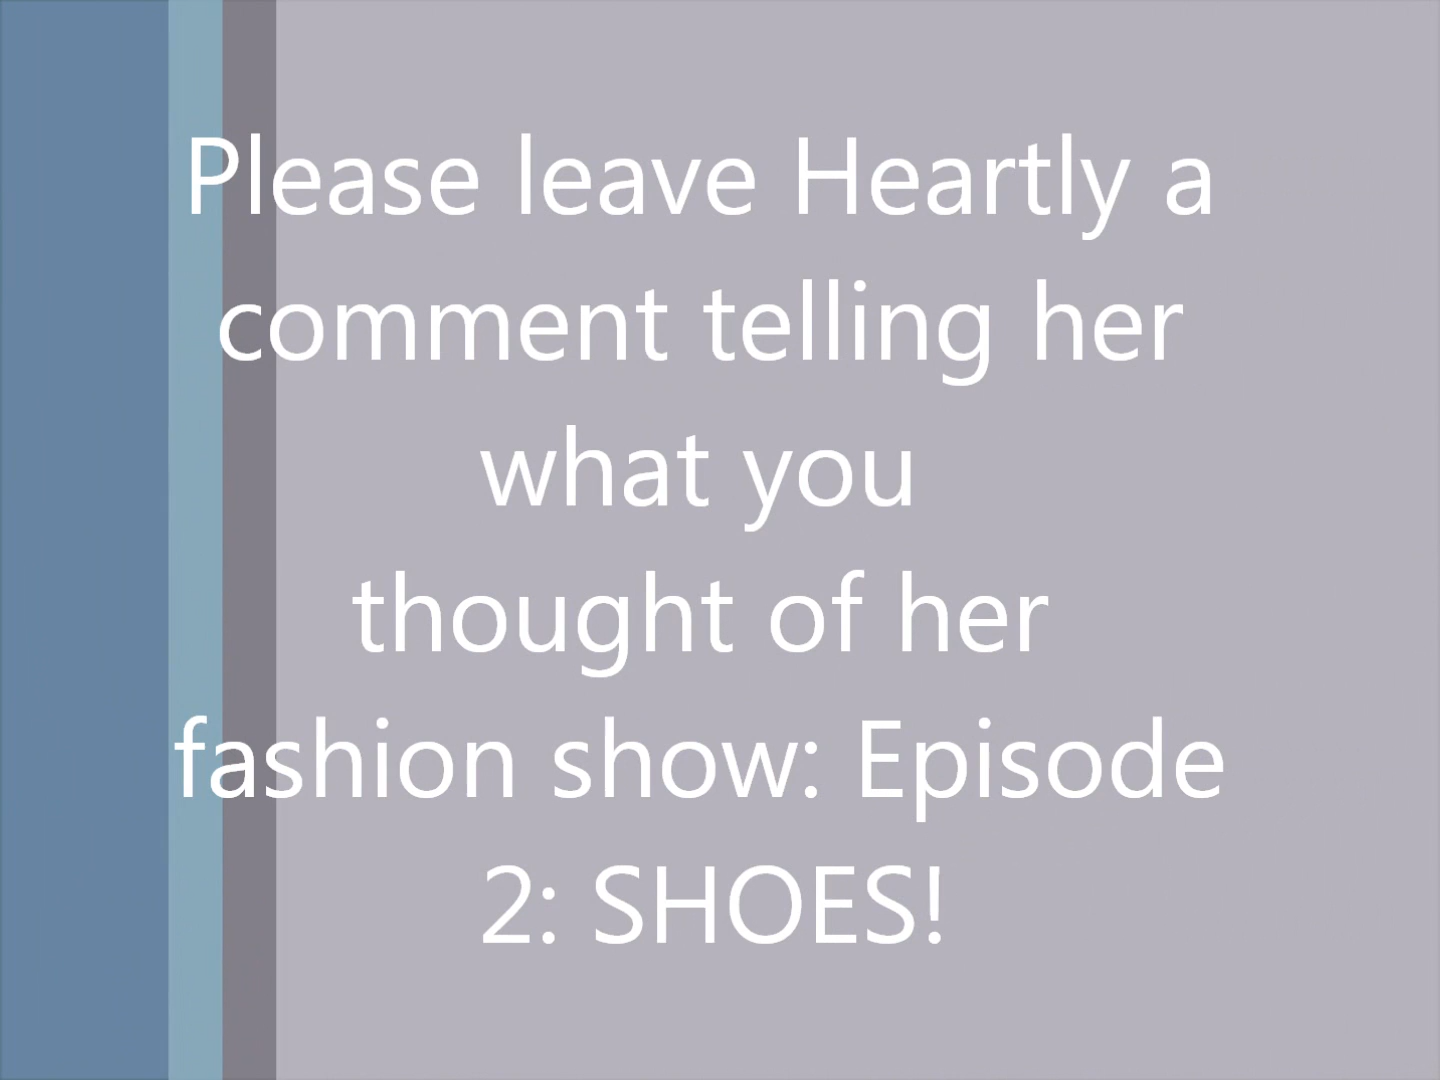 Please leave Heartly a
comment telling her
what you
thought of her
fashion show: Episode
2: SHOES!